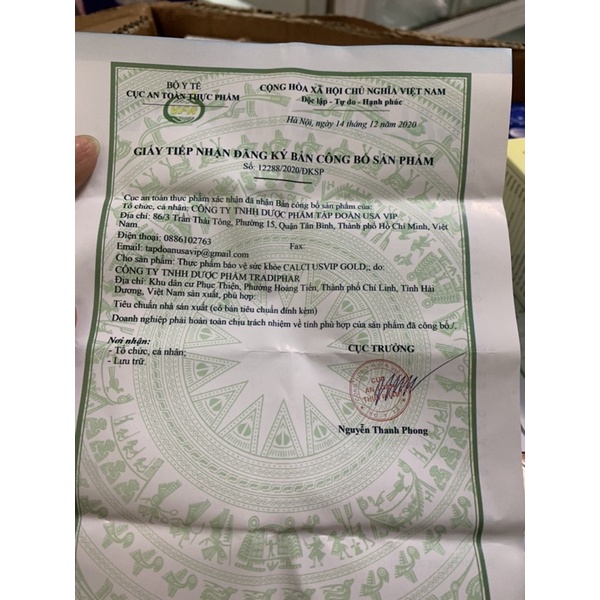 BỘ Y TẾ
CỤC AN TOÀN THỰC PHẨM
CỘNG HÒA XÃ HỘI CHỦ NGHĨA VIỆT NAM
Độc lập - Tự do - Hạnh phúc
Hà Nội, ngày 14 tháng 12 năm 2020
GIẤY TIẾP NHẬN ĐĂNG KÝ BẢN CÔNG BỐ SẢN PHẨM
Số: 12288/2020/ĐKSP
Cục an toàn thực phẩm xác nhận đã nhận Bản công bố sản phẩm của:
Tổ chức, cá nhân: CÔNG TY TNHH DƯỢC PHẨM TẬP ĐOÀN USA VIP
Địa chỉ: 86/3 Trần Thái Tông, Phường 15, Quận Tân Bình, Thành phố Hồ Chí Minh, Việt
Nam
Điện thoại: 0886102763 Fax:
Email: tapdoanusavip@gmail.com
Cho sản phẩm: Thực phẩm bảo vệ sức khỏe CALCI USVIP GOLD;; do:
CÔNG TY TNHH DƯỢC PHẨM TRADIPHAR
Địa chỉ: Khu dân cư Phục Thiện, Phường Hoàng Tiến, Thành phố Chí Linh, Tỉnh Hải
Dương, Việt Nam sản xuất, phù hợp:
Tiêu chuẩn nhà sản xuất (có bản tiêu chuẩn đính kèm)
Doanh nghiệp phải hoàn toàn chịu trách nhiệm về tính phù hợp của sản phẩm đã công bố./.
Nơi nhận:
- Tổ chức, cá nhân;
- Lưu trữ.
CỤC TRƯỞNG
CỤC
AN TOÀN
THỰC PHẨM
Nguyễn Thanh Phong